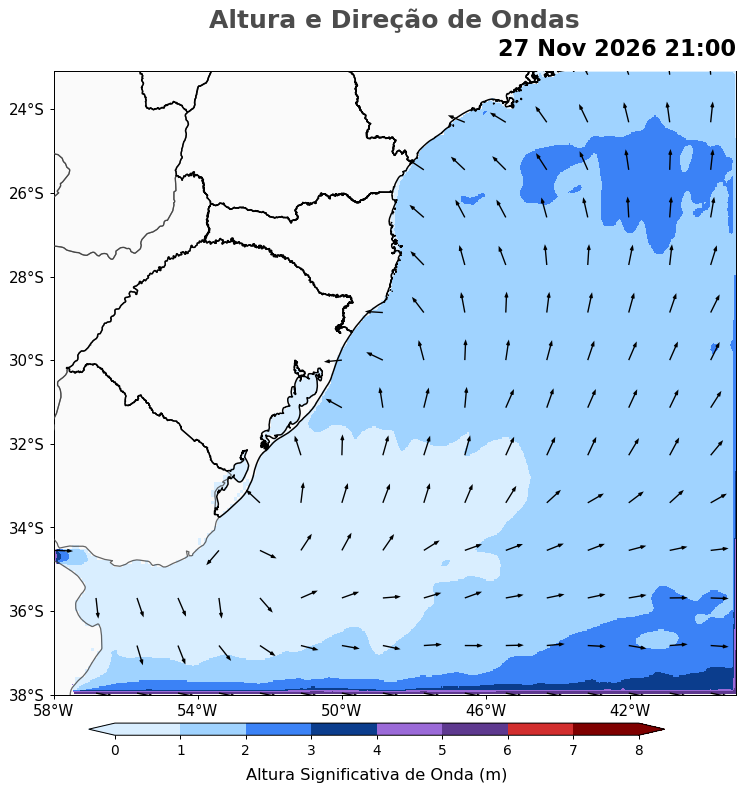 Altura e Direção de Ondas
27 Nov 2026 21:00
24°S
26°S
28°S
30°S
32°S
34°S
36°S
38°S
58°W 54°W 50°W 46°W 42°W
0 1 2 3 4 5 6 7 8
Altura Significativa de Onda (m)